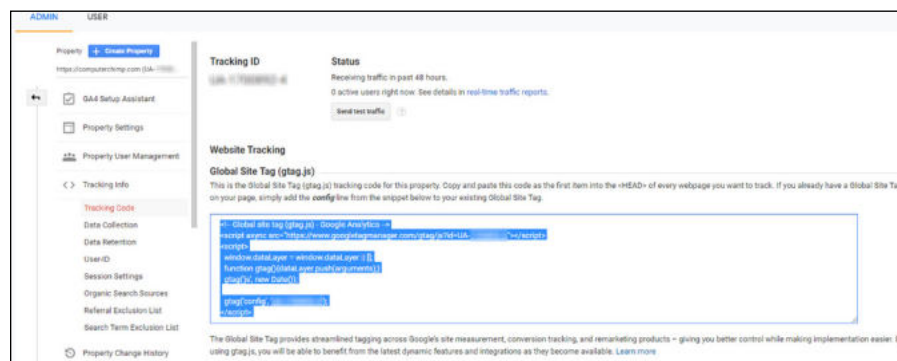 ADMIN USER
Property + Create Property
https://computerchimp.com (UA-
GA4 Setup Assistant
Property Settings
Property User Management
<> Tracking Info
Tracking Code
Data Collection
Data Retention
User-ID
Session Settings
Organic Search Sources
Referral Exclusion List
Search Term Exclusion List
Property Change History
Tracking ID
Status
Receiving traffic in past 48 hours.
0 active users right now. See details in real-time traffic reports.
Send test traffic
Website Tracking
Global Site Tag (gtag.js)
This is the Global Site Tag (gtag.js) tracking code for this property. Copy and paste this code as the first item into the <HEAD> of every webpage you want to track. If you already have a Global Site Ta
on your page, simply add the config line from the snippet below to your existing Global Site Tag.
<!-- Global site tag (gtag.js) - Google Analytics -->
<script async src="https://www.googletagmanager.com/gtag/js?id=UA- "></script>
<script>
window.dataLayer = window.dataLayer || [];
function gtag(){dataLayer.push(arguments);}
gtag('js', new Date());
gtag('config', );
</script>
The Global Site Tag provides streamlined tagging across Google's site measurement, conversion tracking, and remarketing products – giving you better control while making implementation easier.
using gtag.js, you will be able to benefit from the latest dynamic features and integrations as they become available. Learn more